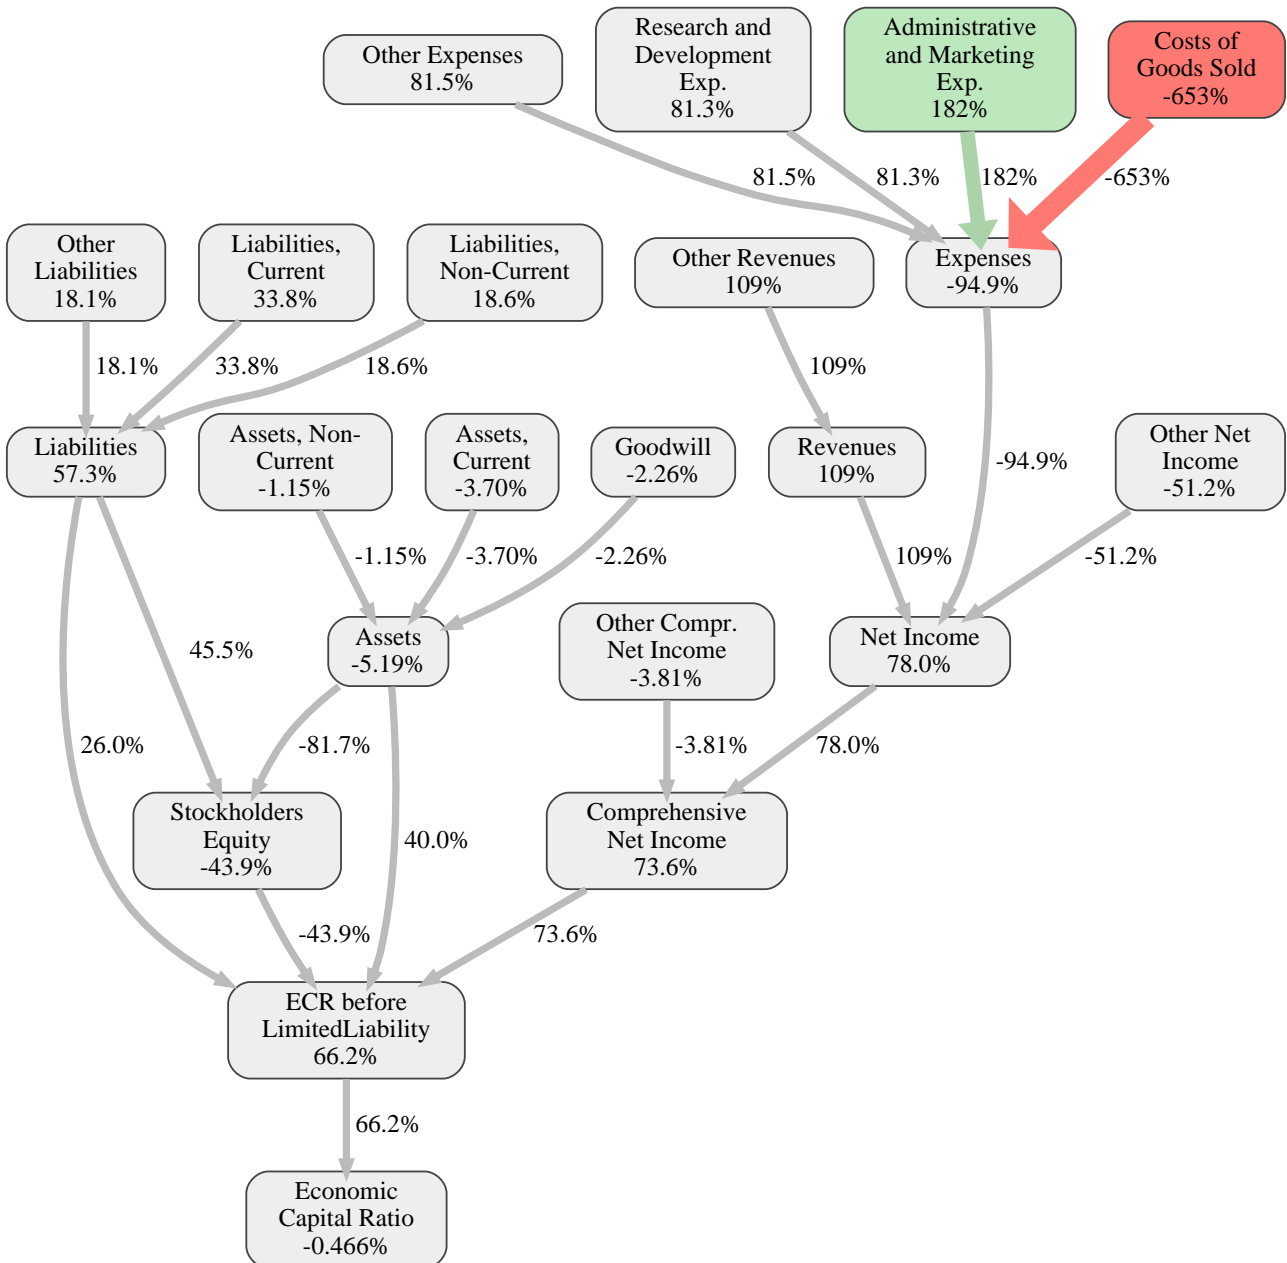 Other Expenses
81.5%
Research and
Development
Exp.
81.3%
Administrative
and Marketing
Exp.
182%
Costs of
Goods Sold
-653%
81.5%
81.3%
182%
-653%
Other
Liabilities
18.1%
Liabilities,
Current
33.8%
Liabilities,
Non-Current
18.6%
Other Revenues
109%
Expenses
-94.9%
18.1%
33.8%
18.6%
109%
-94.9%
Liabilities
57.3%
Assets, Non-
Current
-1.15%
Assets,
Current
-3.70%
Goodwill
-2.26%
Revenues
109%
Other Net
Income
-51.2%
-1.15%
-3.70%
-2.26%
109%
-51.2%
45.5%
Assets
-5.19%
Other Compr.
Net Income
-3.81%
Net Income
78.0%
26.0%
-81.7%
-3.81%
78.0%
Stockholders
Equity
-43.9%
40.0%
Comprehensive
Net Income
73.6%
-43.9%
73.6%
ECR before
LimitedLiability
66.2%
66.2%
Economic
Capital Ratio
-0.466%